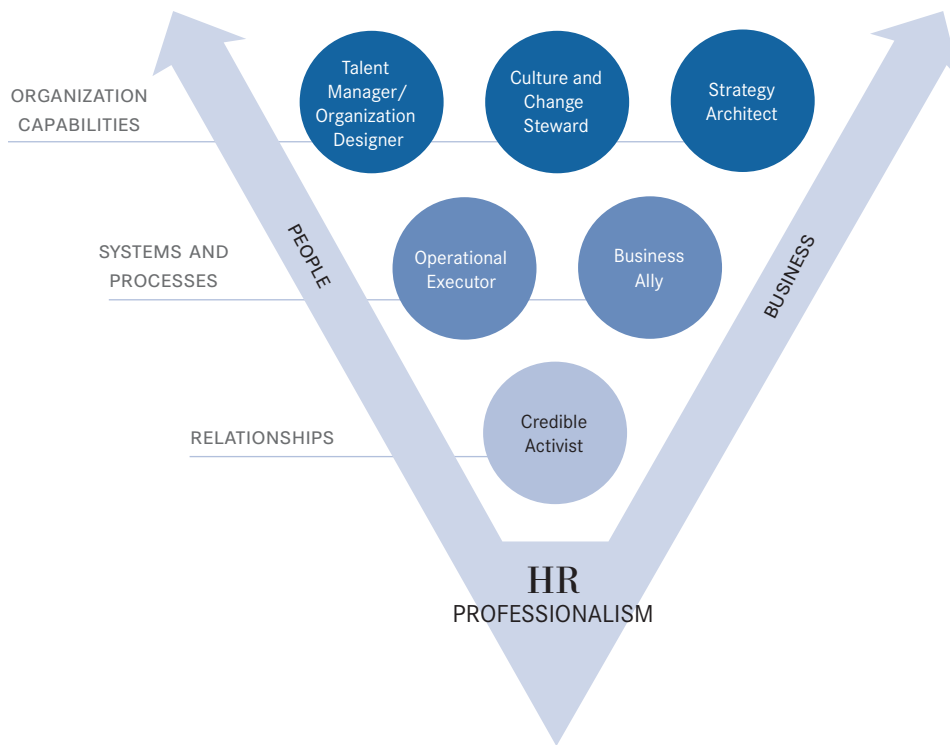 ORGANIZATION
CAPABILITIES
Talent
Manager/
Organization
Designer
Culture and
Change
Steward
Strategy
Architect
SYSTEMS AND
PROCESSES
PEOPLE
Operational
Executor
Business
Ally
BUSINESS
RELATIONSHIPS
Credible
Activist
HR
PROFESSIONALISM